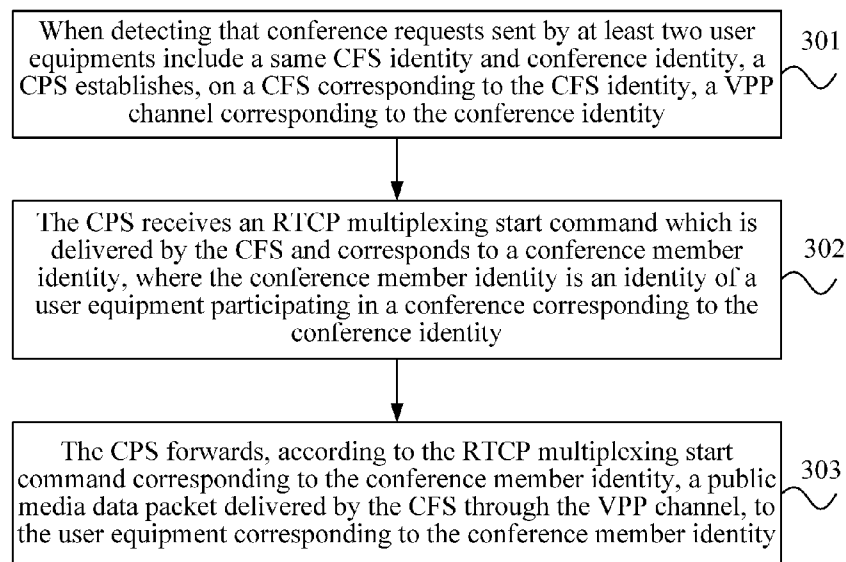 When detecting that conference requests sent by at least two user
equipments include a same CFS identity and conference identity, a
CPS establishes, on a CFS corresponding to the CFS identity, a VPP
channel corresponding to the conference identity
301
The CPS receives an RTCP multiplexing start command which is
delivered by the CFS and corresponds to a conference member
identity, where the conference member identity is an identity of a
user equipment participating in a conference corresponding to the
conference identity
302
The CPS forwards, according to the RTCP multiplexing start
command corresponding to the conference member identity, a public
media data packet delivered by the CFS through the VPP channel, to
the user equipment corresponding to the conference member identity
303